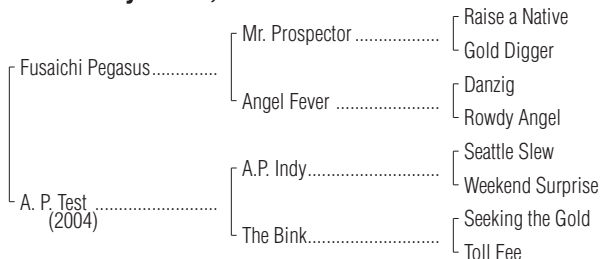 Raise a Native
Mr. Prospector ..................
Gold Digger
Fusaichi Pegasus..............
Danzig
Angel Fever ......................
Rowdy Angel
Seattle Slew
A.P. Indy............................
Weekend Surprise
A. P. Test ..........................
(2004)
Seeking the Gold
The Bink............................
Toll Fee